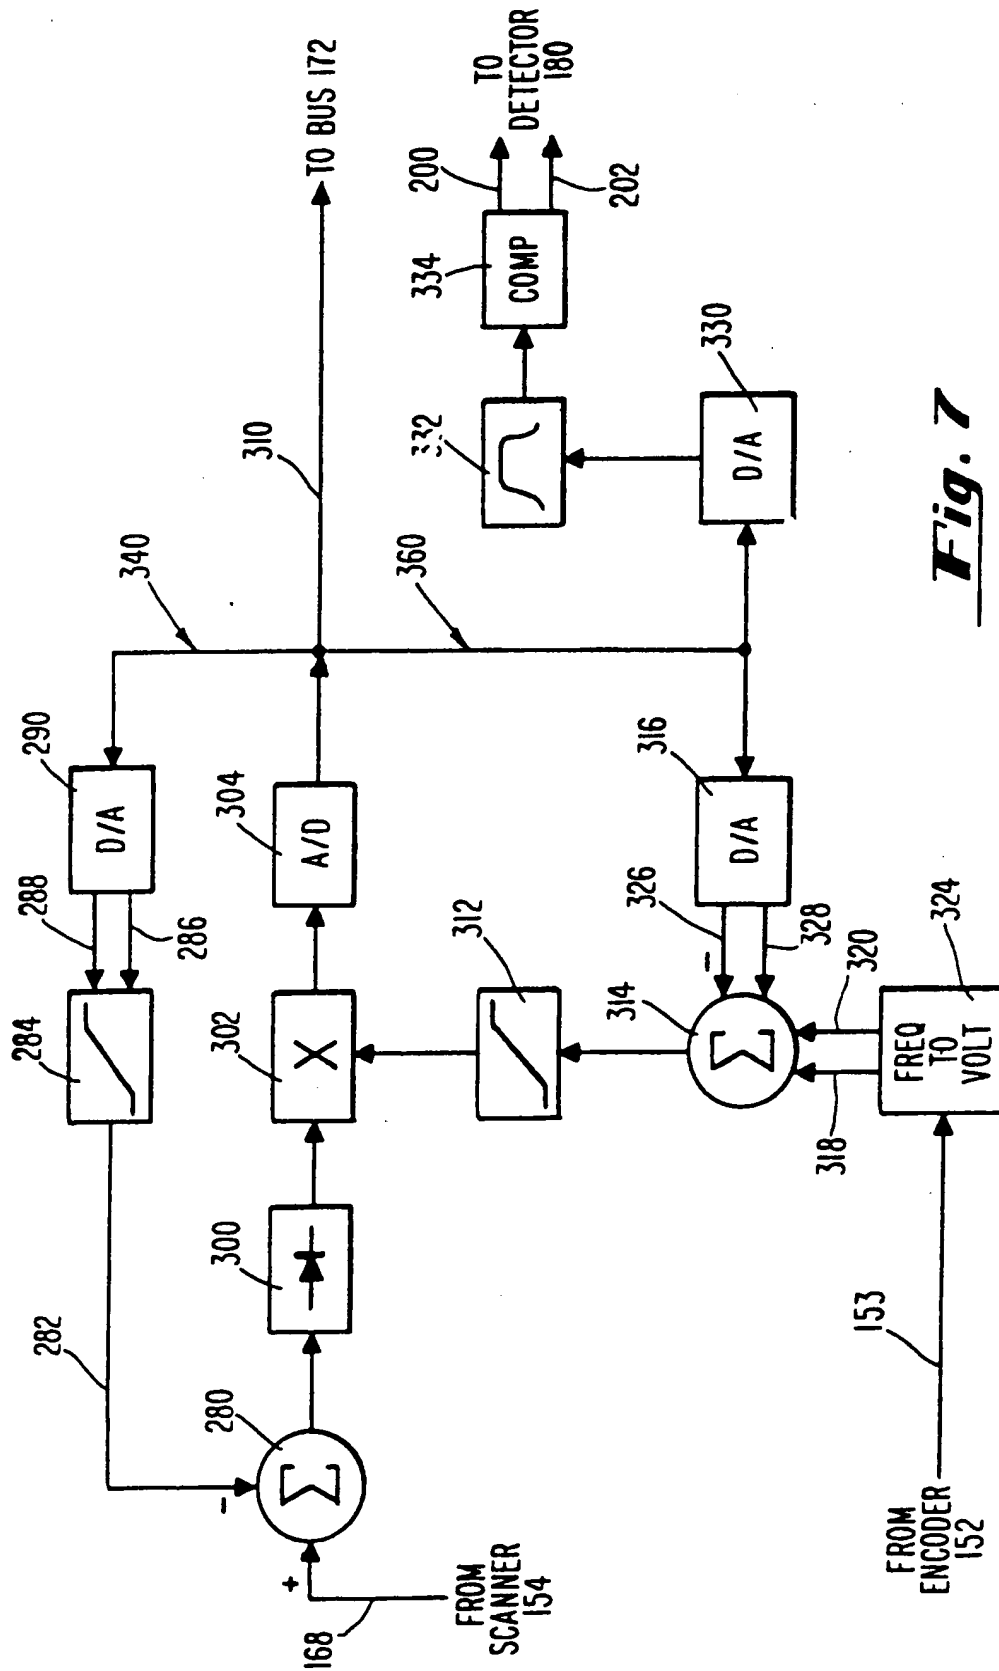 340
310
TO BUS 172
290
D/A
288
286
284
282
304
A/D
302
X
300
280
Σ
-
+
168
FROM
SCANNER
154
360
200
TO
DETECTOR
180
202
334
COMP
332
330
D/A
316
D/A
326
328
-
312
314
Σ
318
320
324
FREQ
TO
VOLT
153
FROM
ENCODER
152
Fig. 7